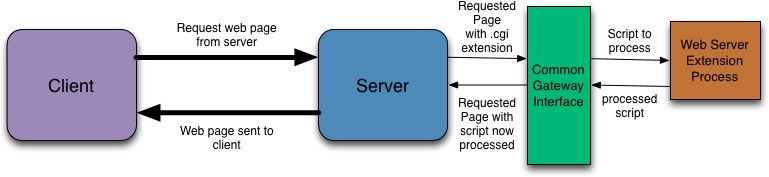 Client
Request web page
from server
Web page sent to
client
Server
Requested
Page
with .cgi
extension
Requested
Page with
script now
processed
Common
Gateway
Interface
Script to
process
processed
script
Web Server
Extension
Process